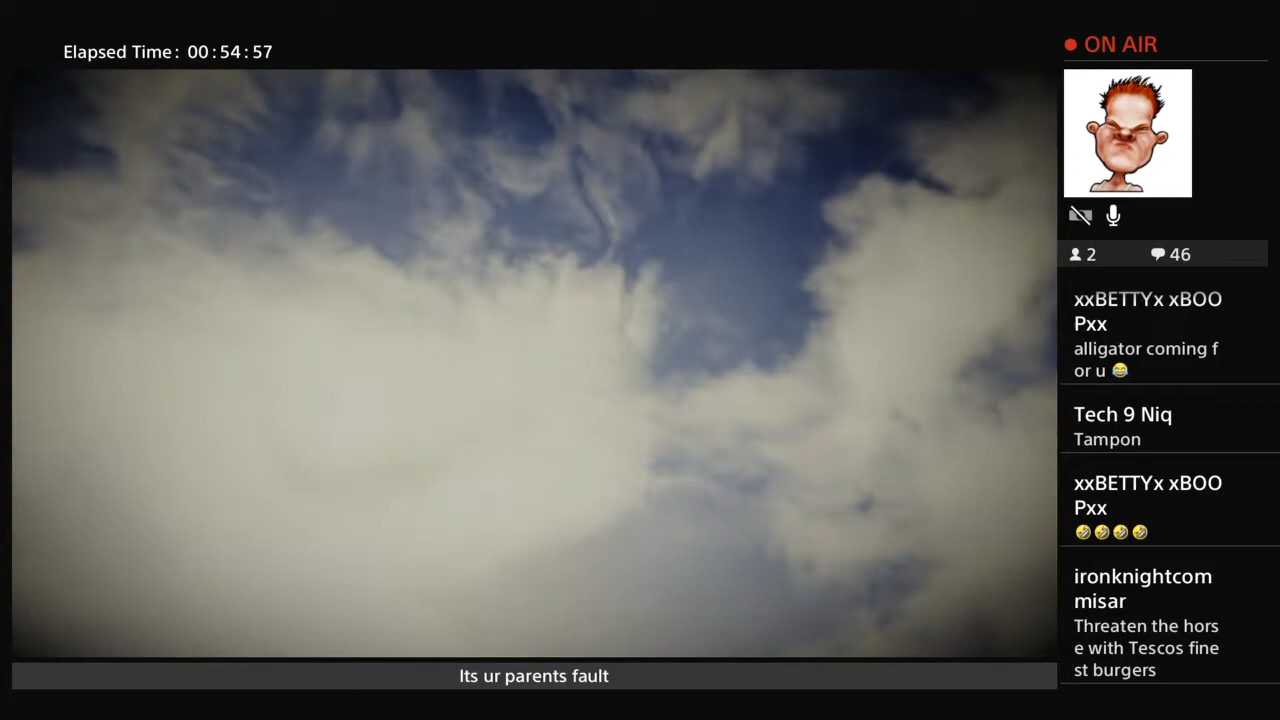 Elapsed Time: 00:54:57
ON AIR
2 46
xxBETTYx xBOO
Pxx
alligator coming f
or u 😂
Tech 9 Niq
Tampon
xxBETTYx xBOO
Pxx
🤣🤣🤣🤣
ironknightcom
misar
Threaten the hors
e with Tescos fine
st burgers
Its ur parents fault